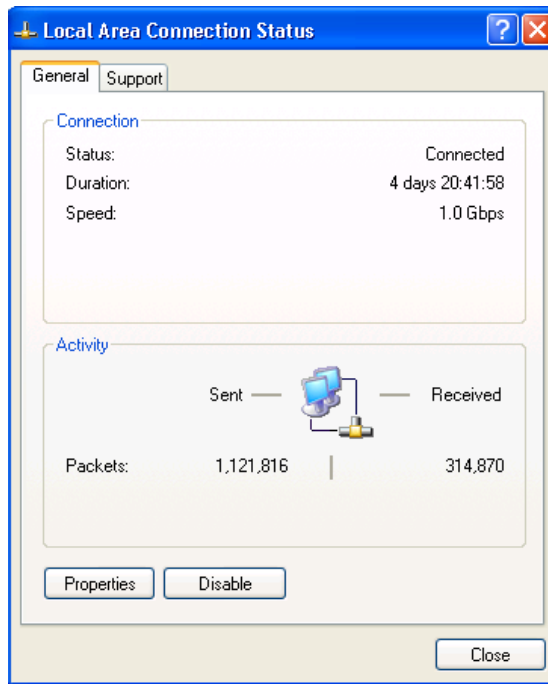 Local Area Connection Status
General Support
Connection
Status: Connected
Duration: 4 days 20:41:58
Speed: 1.0 Gbps
Activity
Sent Received
Packets: 1,121,816 314,870
Properties Disable
Close